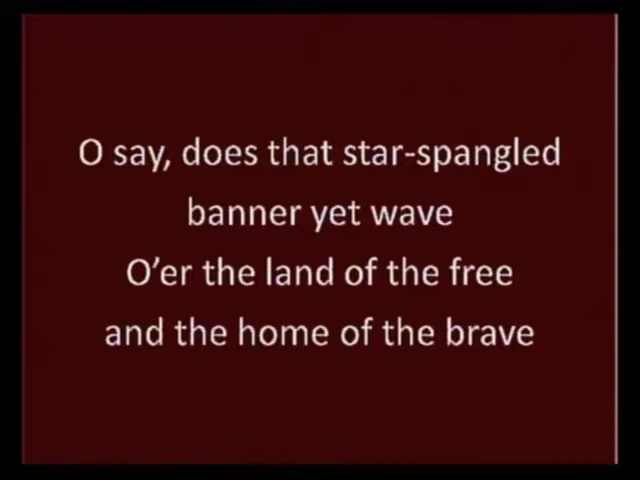 O say, does that star-spangled
banner yet wave
O’er the land of the free
and the home of the brave